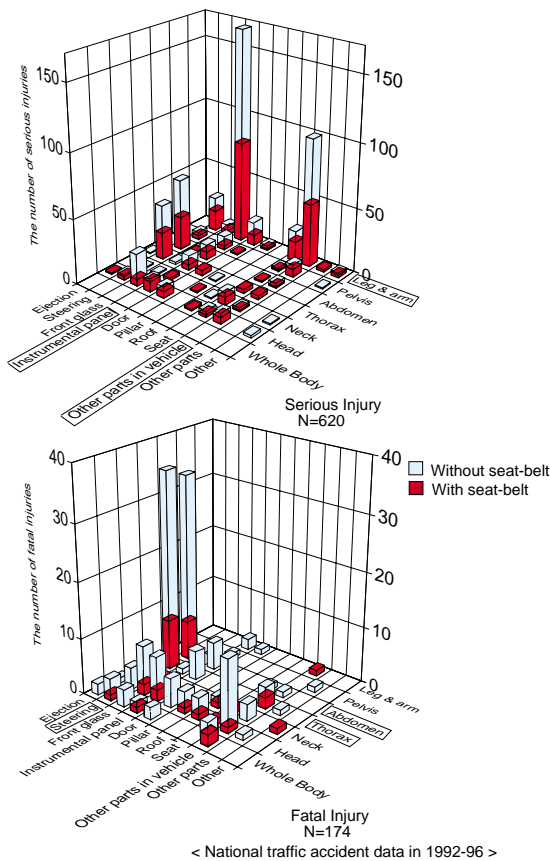 The number of serious injuries
150
100
50
0
150
100
50
0
Ejection
Steering
Front glass
Instrumental panel
Door
Pillar
Roof
Seat
Other parts in vehicle
Other parts
Other
Leg & arm
Pelvis
Abdomen
Thorax
Neck
Head
Whole Body
Serious Injury
N=620
Without seat-belt
With seat-belt
The number of fatal injuries
40
30
20
10
0
40
30
20
10
0
Ejection
Steering
Front glass
Instrumental panel
Door
Pillar
Roof
Seat
Other parts in vehicle
Other parts
Other
Leg & arm
Pelvis
Abdomen
Thorax
Neck
Head
Whole Body
Fatal Injury
N=174
< National traffic accident data in 1992-96 >